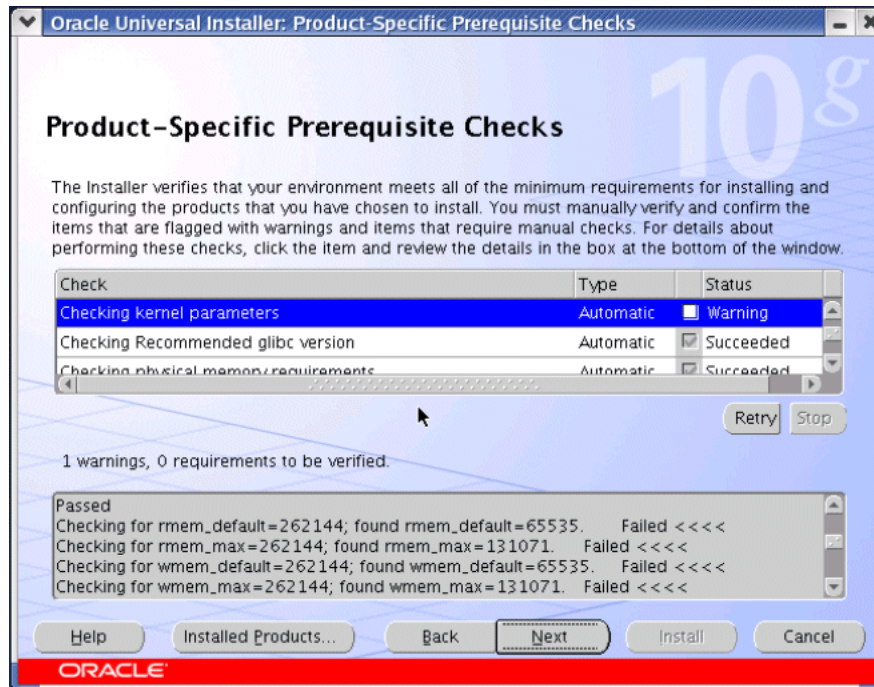 Oracle Universal Installer: Product-Specific Prerequisite Checks
10g
Product-Specific Prerequisite Checks
The Installer verifies that your environment meets all of the minimum requirements for installing and
configuring the products that you have chosen to install. You must manually verify and confirm the
items that are flagged with warnings and items that require manual checks. For details about
performing these checks, click the item and review the details in the box at the bottom of the window.
Check Type Status
Checking kernel parameters Automatic Warning
Checking Recommended glibc version Automatic Succeeded
Checking physical memory requirements Automatic Succeeded
Retry Stop
1 warnings, 0 requirements to be verified.
Passed
Checking for rmem_default=262144; found rmem_default=65535. Failed <<<<
Checking for rmem_max=262144; found rmem_max=131071. Failed <<<<
Checking for wmem_default=262144; found wmem_default=65535. Failed <<<<
Checking for wmem_max=262144; found wmem_max=131071. Failed <<<<
Help Installed Products... Back Next Install Cancel
ORACLE